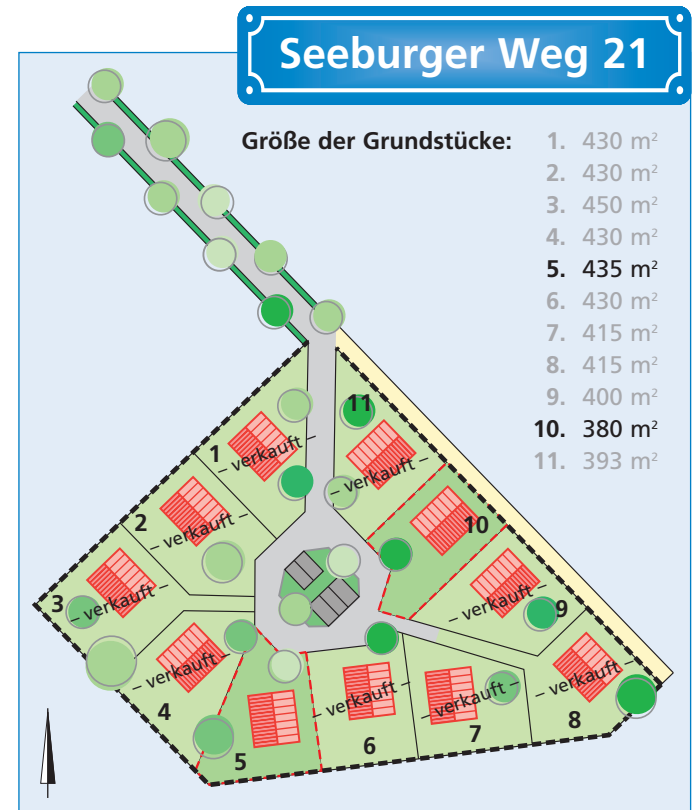 Seeburger Weg 21
Größe der Grundstücke:
1. 430 m²
2. 430 m²
3. 450 m²
4. 430 m²
5. 435 m²
6. 430 m²
7. 415 m²
8. 415 m²
9. 400 m²
10. 380 m²
11. 393 m²
11
1
– verkauft –
– verkauft –
2
– verkauft –
10
3
– verkauft –
– verkauft –
9
4
– verkauft –
– verkauft –
– verkauft –
– verkauft –
8
5
6
7